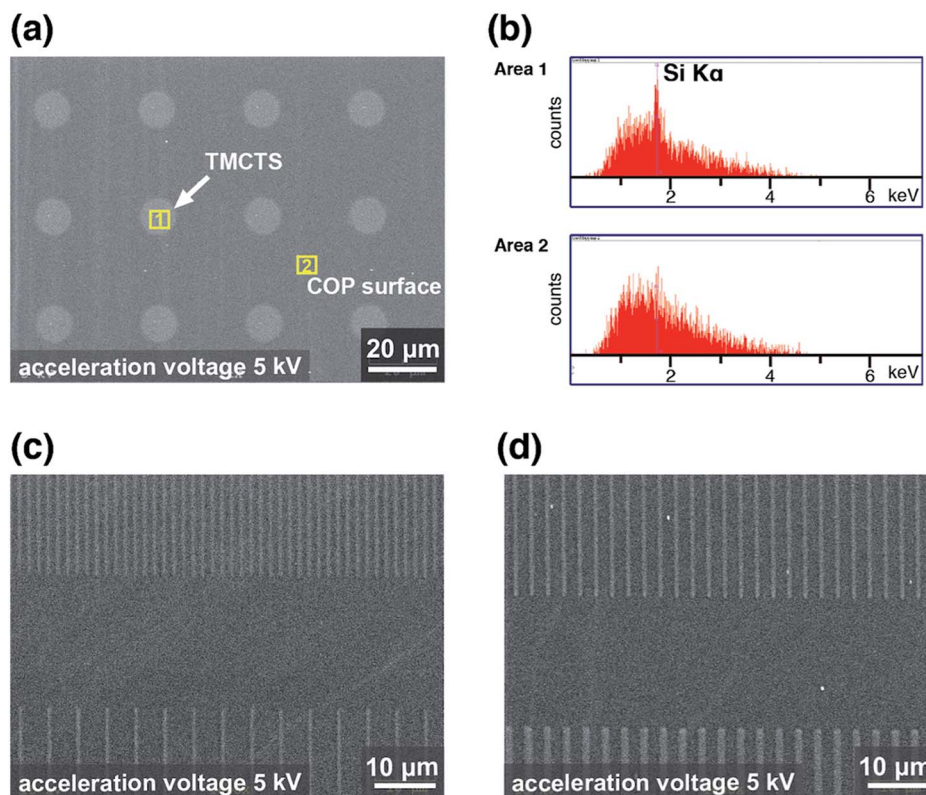 (a)
TMCTS
1
2
COP surface
20 µm
acceleration voltage 5 kV
(b)
Area 1
Si Kα
counts
2 4 6 keV
Area 2
counts
2 4 6 keV
(c)
10 µm
acceleration voltage 5 kV
(d)
10 µm
acceleration voltage 5 kV